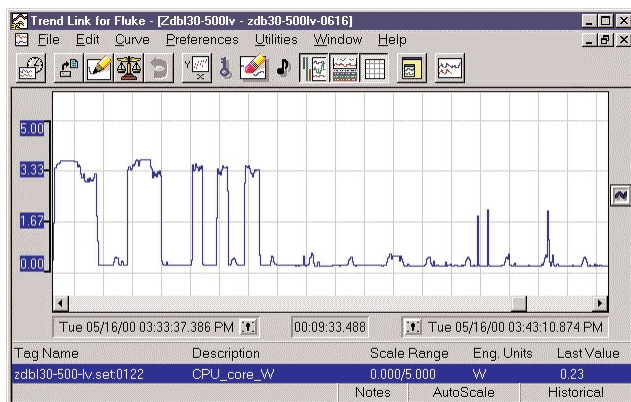 Trend Link for Fluke - [Zdbl30-500lv - zdb30-500lv-0616]
File Edit Curve Preferences Utilities Window Help
5.00
3.33
1.67
0.00
Tue 05/16/00 03:33:37.386 PM 00:09:33.488 Tue 05/16/00 03:43:10.874 PM
Tag Name Description Scale Range Eng. Units Last Value
zdbl30-500-lv.set:0122 CPU_core_W 0.000/5.000 W 0.23
Notes AutoScale Historical